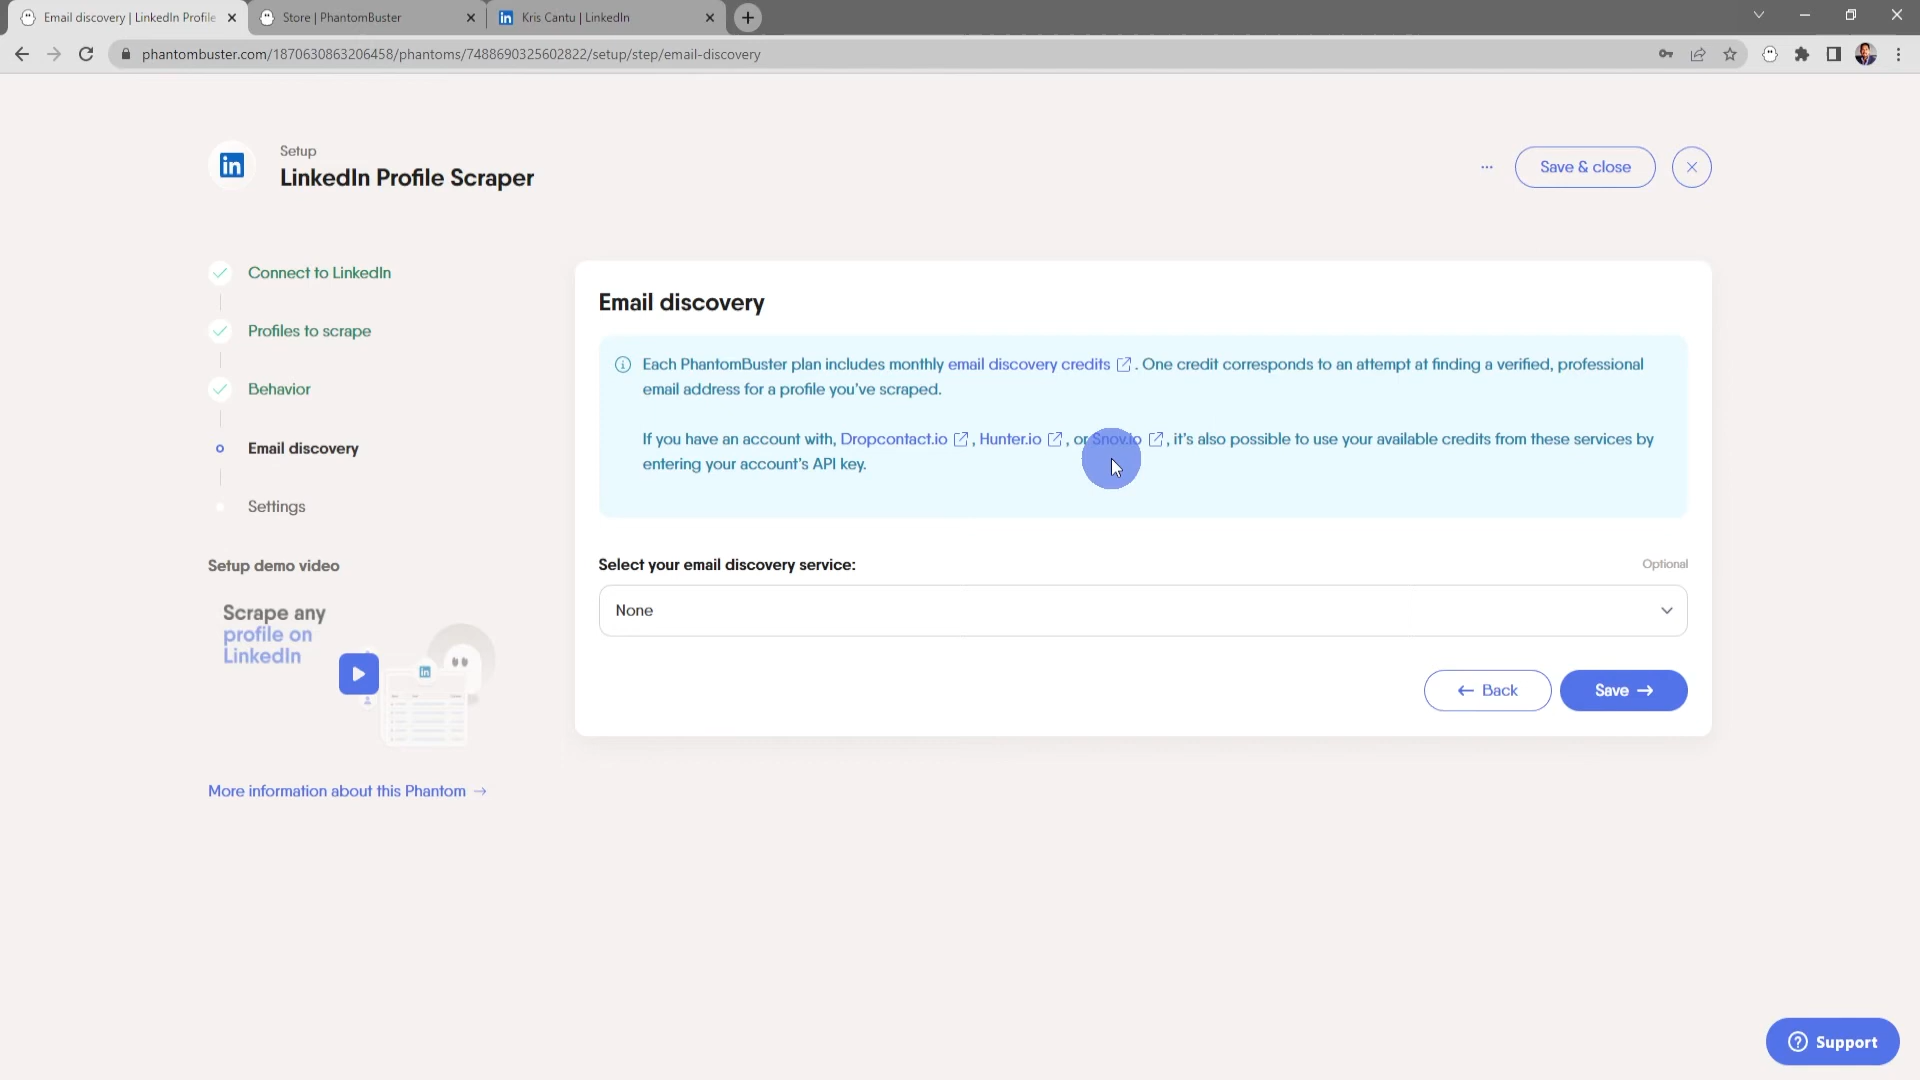 Email discovery | LinkedIn Profile
Store | PhantomBuster
Kris Cantu | LinkedIn
phantombuster.com/1870630863206458/phantoms/7488690325602822/setup/step/email-discovery
Setup
LinkedIn Profile Scraper
...
Save & close
Connect to LinkedIn
Profiles to scrape
Behavior
Email discovery
Settings
Setup demo video
Scrape any
profile on
LinkedIn
More information about this Phantom →
Email discovery
Each PhantomBuster plan includes monthly email discovery credits. One credit corresponds to an attempt at finding a verified, professional
email address for a profile you've scraped.
If you have an account with, Dropcontact.io, Hunter.io, or Snov.io, it's also possible to use your available credits from these services by
entering your account's API key.
Select your email discovery service:
Optional
None
← Back
Save →
Support